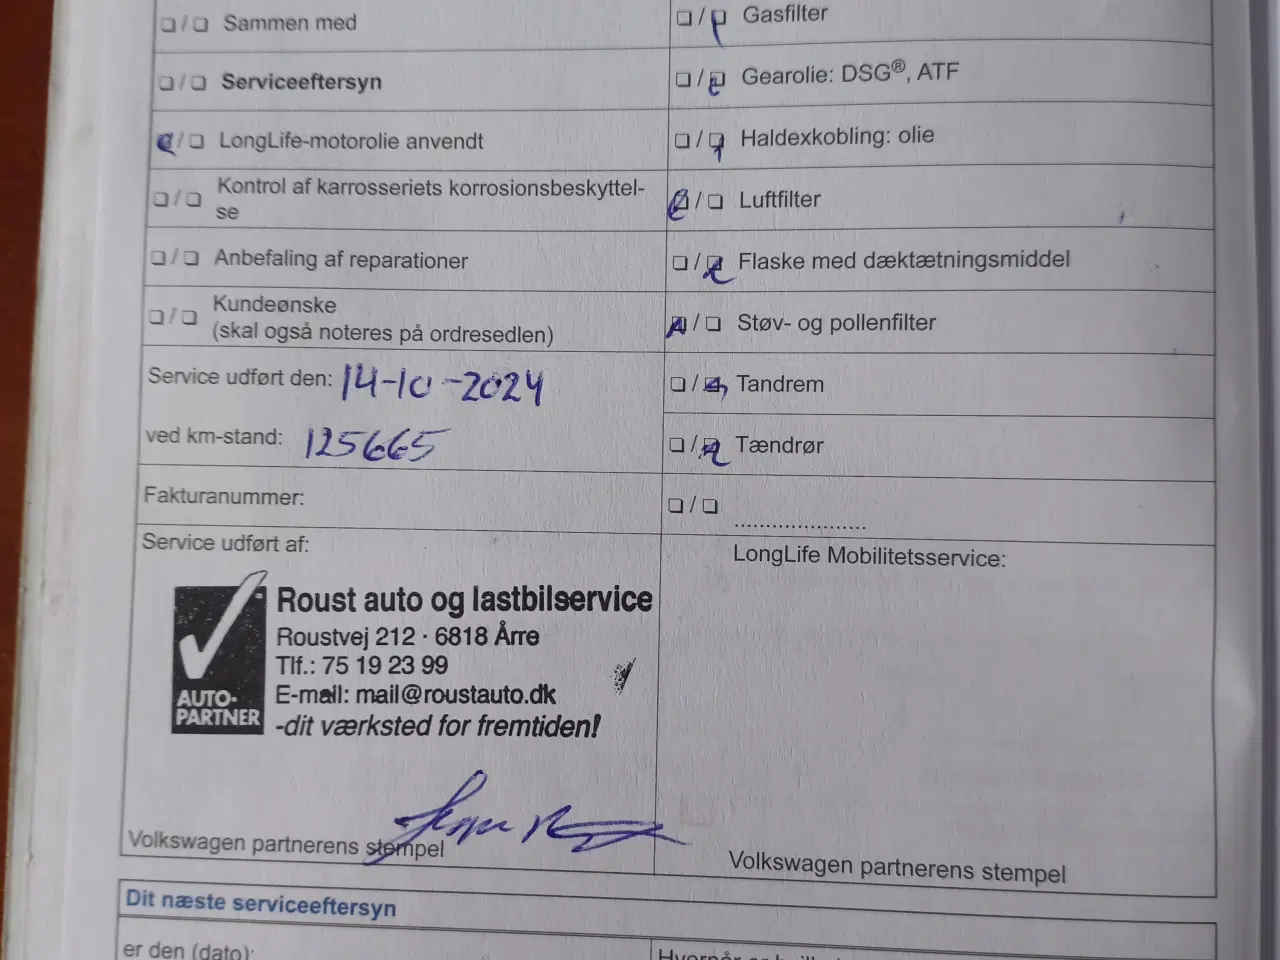 ❏ / ❏ Sammen med
❏ / ❏ Serviceeftersyn
❏ / ❏ LongLife-motorolie anvendt
❏ / ❏ Kontrol af karrosseriets korrosionsbeskyttel-
se
❏ / ❏ Anbefaling af reparationer
❏ / ❏ Kundeønske
(skal også noteres på ordresedlen)
Service udført den: 14-10-2024
ved km-stand: 125665
Fakturanummer:
Service udført af:
AUTO-
PARTNER
Roust auto og lastbilservice
Roustvej 212 · 6818 Årre
Tlf.: 75 19 23 99
E-mail: mail@roustauto.dk
-dit værksted for fremtiden!
Volkswagen partnerens stempel
❏ / ❏ Gasfilter
❏ / ❏ Gearolie: DSG®, ATF
❏ / ❏ Haldexkobling: olie
❏ / ❏ Luftfilter
❏ / ❏ Flaske med dæktætningsmiddel
❏ / ❏ Støv- og pollenfilter
❏ / ❏ Tandrem
❏ / ❏ Tændrør
❏ / ❏ ......................
LongLife Mobilitetsservice:
Volkswagen partnerens stempel
Dit næste serviceeftersyn
er den (dato):